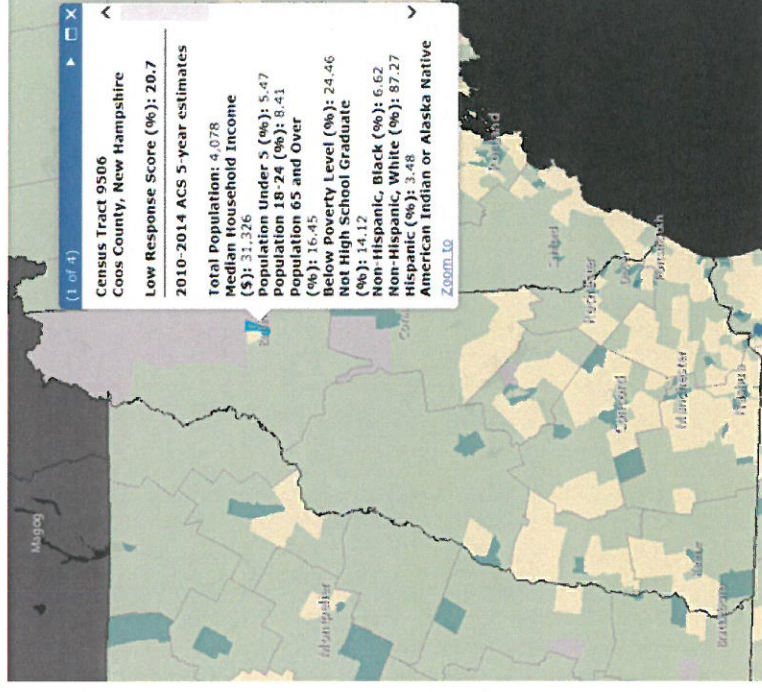 (1 of 4)
Census Tract 9506
Coos County, New Hampshire
Low Response Score (%): 20.7
2010-2014 ACS 5-year estimates
Total Population: 4,078
Median Household Income
($): 31,326
Population Under 5 (%): 5.47
Population 18-24 (%): 8.41
Population 65 and Over
(%): 16.45
Below Poverty Level (%): 24.46
Not High School Graduate
(%): 14.12
Non-Hispanic, Black (%): 6.62
Non-Hispanic, White (%): 87.27
Hispanic (%): 3.48
American Indian or Alaska Native
Zoom to
Magog
Montpelier
Portland
Sanford
Rochester
Portsmouth
Concord
Manchester
Nashua
Keene
Brattleboro